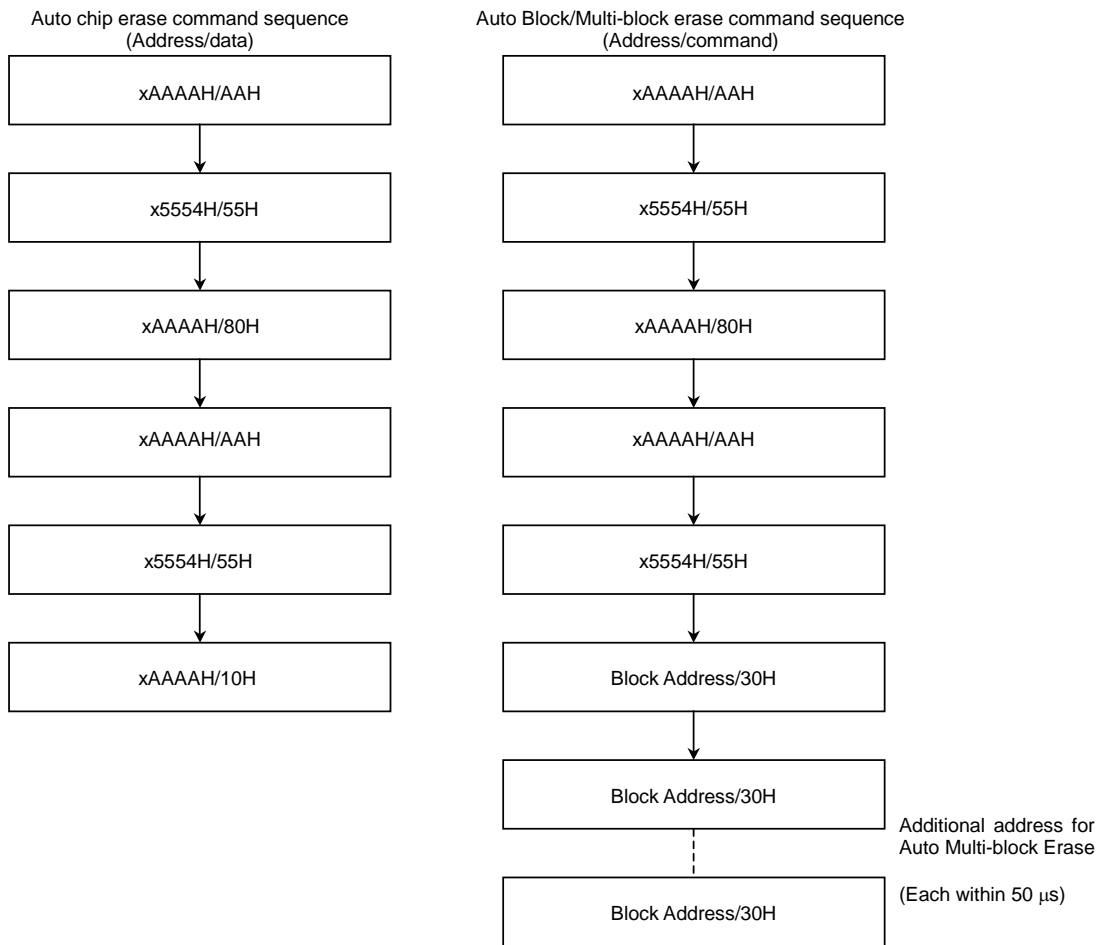 Auto chip erase command sequence
(Address/data)
xAAAAH/AAH
x5554H/55H
xAAAAH/80H
xAAAAH/AAH
x5554H/55H
xAAAAH/10H
Auto Block/Multi-block erase command sequence
(Address/command)
xAAAAH/AAH
x5554H/55H
xAAAAH/80H
xAAAAH/AAH
x5554H/55H
Block Address/30H
Block Address/30H
Block Address/30H
Additional address for
Auto Multi-block Erase
(Each within 50 μs)